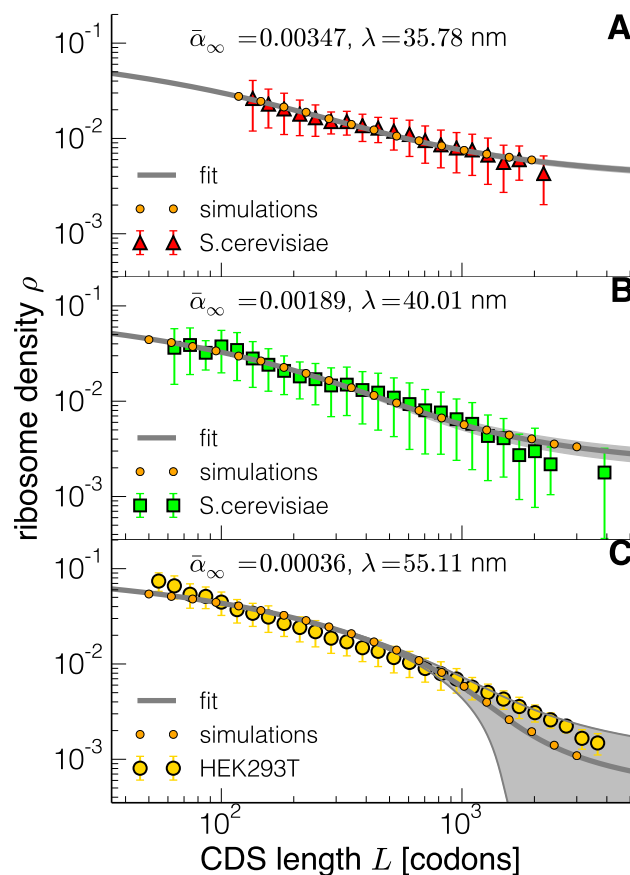 A
ᾱ∞ =0.00347, λ=35.78 nm
10⁻¹
10⁻²
10⁻³
fit
simulations
S.cerevisiae
B
ᾱ∞ =0.00189, λ=40.01 nm
10⁻¹
10⁻²
10⁻³
fit
simulations
S.cerevisiae
ribosome density ρ
C
ᾱ∞ =0.00036, λ=55.11 nm
10⁻¹
10⁻²
10⁻³
fit
simulations
HEK293T
10² 10³
CDS length L [codons]